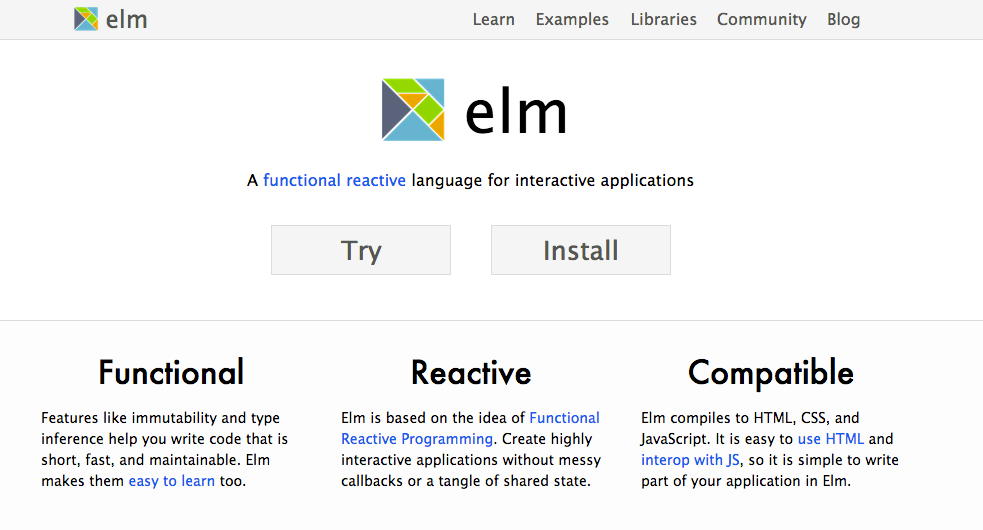 elm Learn Examples Libraries Community Blog
elm
A functional reactive language for interactive applications
Try Install
Functional
Features like immutability and type
inference help you write code that is
short, fast, and maintainable. Elm
makes them easy to learn too.
Reactive
Elm is based on the idea of Functional
Reactive Programming. Create highly
interactive applications without messy
callbacks or a tangle of shared state.
Compatible
Elm compiles to HTML, CSS, and
JavaScript. It is easy to use HTML and
interop with JS, so it is simple to write
part of your application in Elm.